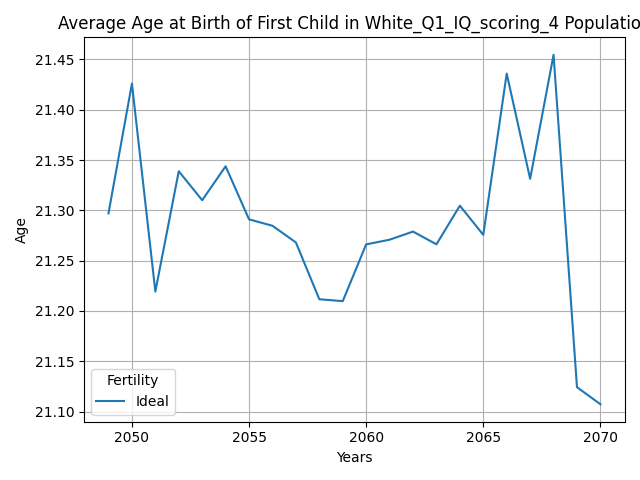 Average Age at Birth of First Child in White_Q1_IQ_scoring_4 Populatio
21.45
21.40
21.35
21.30
21.25
21.20
21.15
21.10
Age
Fertility
Ideal
2050 2055 2060 2065 2070
Years